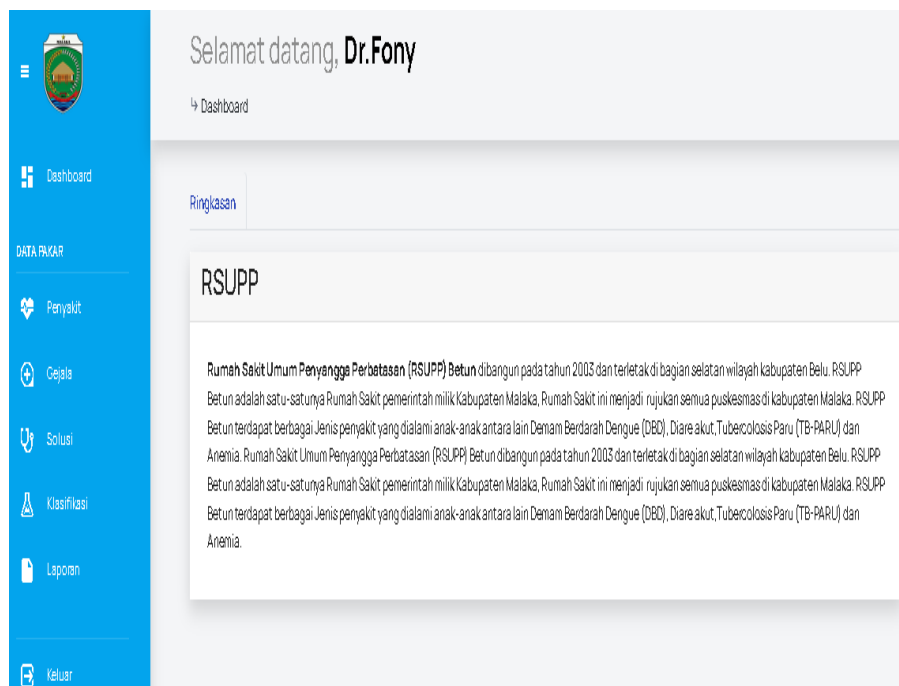 Selamat datang, Dr.Fony
Dashboard
Dashboard
DATA PAKAR
Penyakit
Gejala
Solusi
Klasifikasi
Laporan
Keluar
Ringkasan
RSUPP
Rumah Sakit Umum Penyangga Perbatasan (RSUPP) Betun dibangun pada tahun 2003 dan terletak di bagian selatan wilayah kabupaten Belu. RSUPP
Betun adalah satu-satunya Rumah Sakit pemerintah milik Kabupaten Malaka, Rumah Sakit ini menjadi rujukan semua puskesmas di kabupaten Malaka. RSUPP
Betun terdapat berbagai Jenis penyakit yang dialami anak-anak antara lain Demam Berdarah Dengue (DBD), Diare akut, Tubercolosis Paru (TB-PARU) dan
Anemia. Rumah Sakit Umum Penyangga Perbatasan (RSUPP) Betun dibangun pada tahun 2003 dan terletak di bagian selatan wilayah kabupaten Belu. RSUPP
Betun adalah satu-satunya Rumah Sakit pemerintah milik Kabupaten Malaka, Rumah Sakit ini menjadi rujukan semua puskesmas di kabupaten Malaka. RSUPP
Betun terdapat berbagai Jenis penyakit yang dialami anak-anak antara lain Demam Berdarah Dengue (DBD), Diare akut, Tubercolosis Paru (TB-PARU) dan
Anemia.